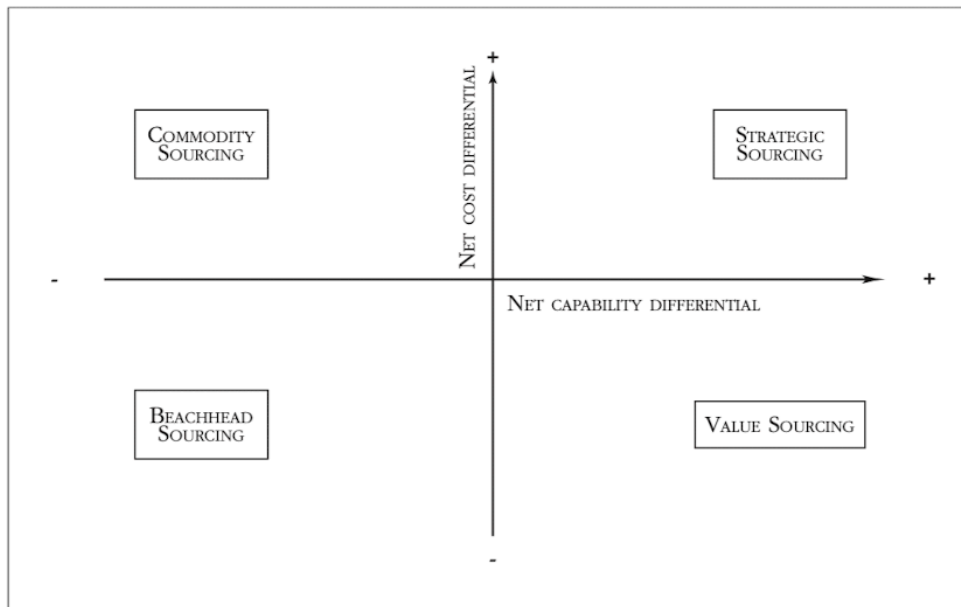 +
COMMODITY
SOURCING
NET COST DIFFERENTIAL
STRATEGIC
SOURCING
-
+
NET CAPABILITY DIFFERENTIAL
BEACHHEAD
SOURCING
VALUE SOURCING
-